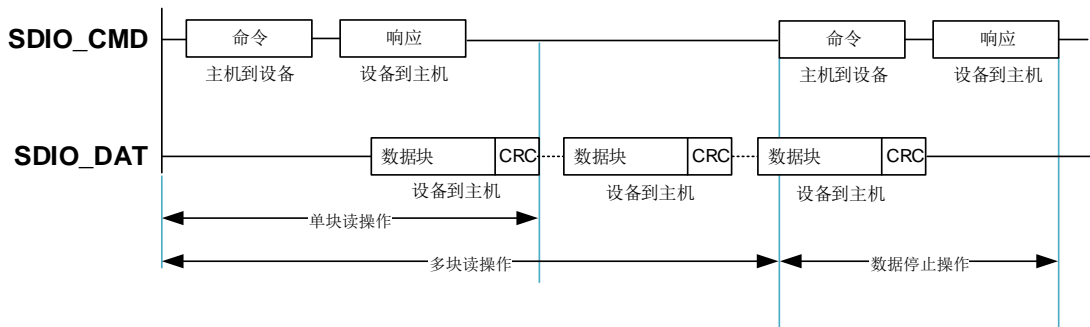 SDIO_CMD
命令
响应
命令
响应
主机到设备
设备到主机
主机到设备
设备到主机
SDIO_DAT
数据块
CRC
数据块
CRC
数据块
CRC
设备到主机
设备到主机
设备到主机
单块读操作
多块读操作
数据停止操作